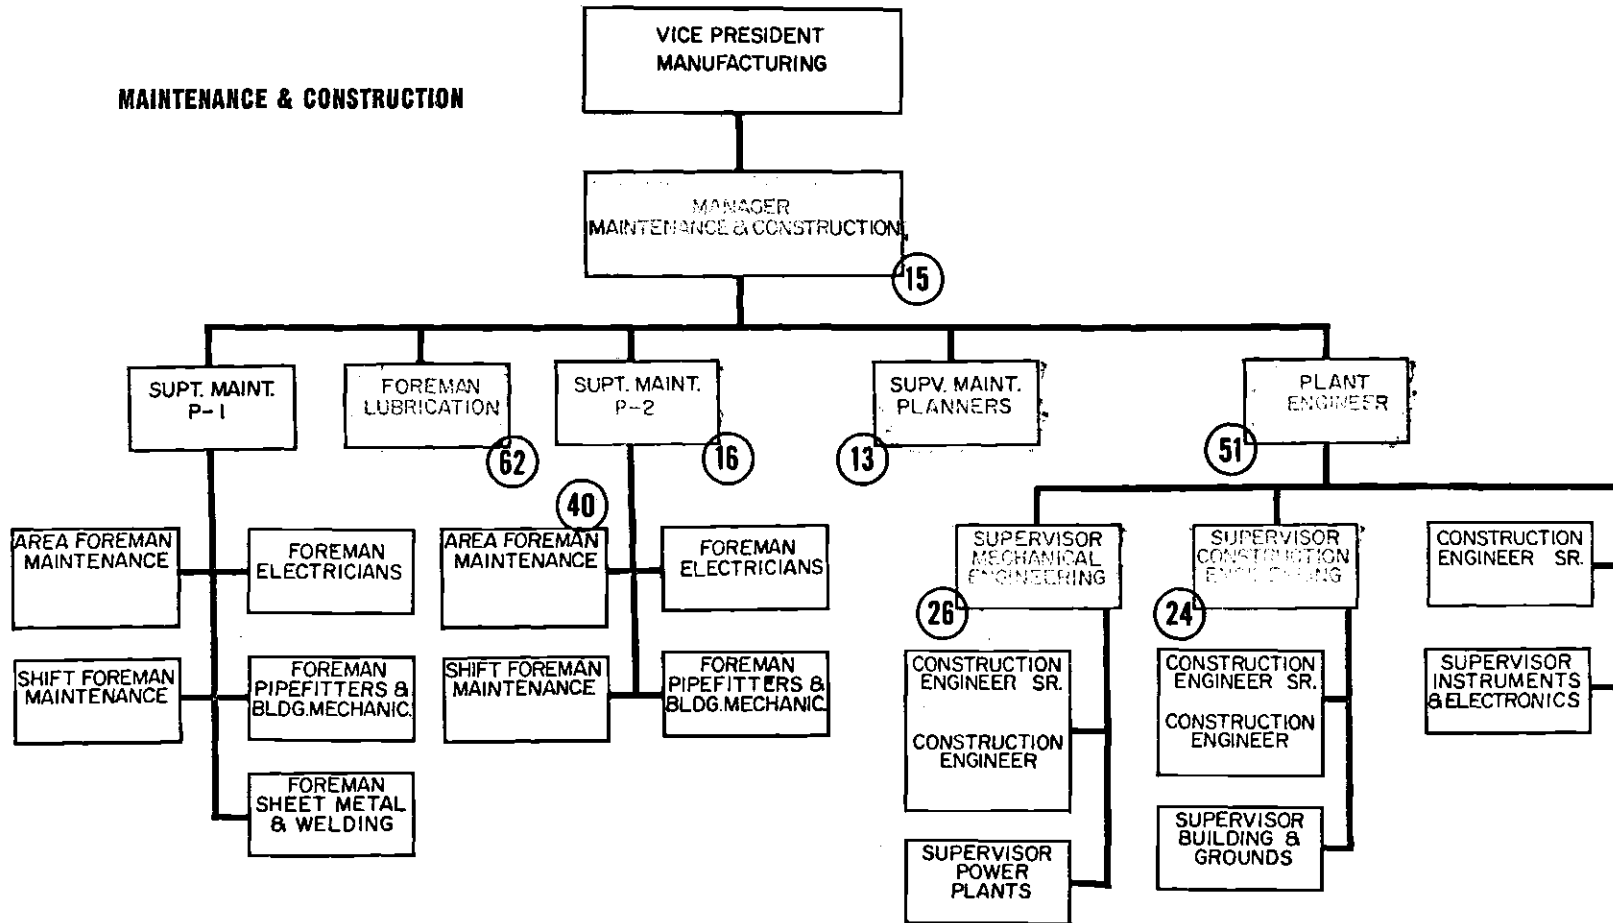 VICE PRESIDENT
MANUFACTURING
MAINTENANCE & CONSTRUCTION
MANAGER
MAINTENANCE & CONSTRUCTION
15
SUPT. MAINT.
P-1
FOREMAN
LUBRICATION
62
SUPT. MAINT.
P-2
16
SUPV. MAINT.
PLANNERS
13
PLANT
ENGINEER
51
AREA FOREMAN
MAINTENANCE
FOREMAN
ELECTRICIANS
40
AREA FOREMAN
MAINTENANCE
FOREMAN
ELECTRICIANS
SUPERVISOR
MECHANICAL
ENGINEERING
26
SUPERVISOR
CONSTRUCTION
ENGINEERING
24
CONSTRUCTION
ENGINEER SR.
SHIFT FOREMAN
MAINTENANCE
FOREMAN
PIPEFITTERS &
BLDG.MECHANIC.
SHIFT FOREMAN
MAINTENANCE
FOREMAN
PIPEFITTERS &
BLDG.MECHANIC.
CONSTRUCTION
ENGINEER SR.
CONSTRUCTION
ENGINEER
CONSTRUCTION
ENGINEER SR.
CONSTRUCTION
ENGINEER
SUPERVISOR
INSTRUMENTS
& ELECTRONICS
FOREMAN
SHEET METAL
& WELDING
SUPERVISOR
POWER
PLANTS
SUPERVISOR
BUILDING &
GROUNDS